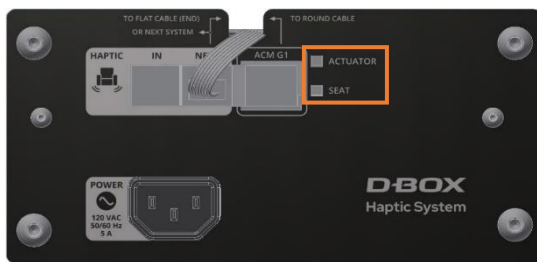 TO FLAT CABLE (END)
OR NEXT SYSTEM
TO ROUND CABLE
HAPTIC
IN
ACM G1
ACTUATOR
SEAT
POWER
120 VAC
50/60 Hz
5 A
D-BOX
Haptic System